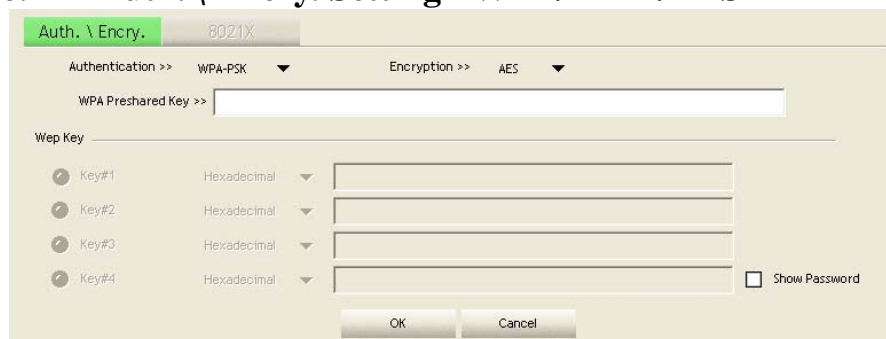 Auth. \ Encry. 8021X
Authentication >> WPA-PSK Encryption >> AES
WPA Preshared Key >>
Wep Key
Key#1 Hexadecimal
Key#2 Hexadecimal
Key#3 Hexadecimal
Key#4 Hexadecimal Show Password
OK Cancel